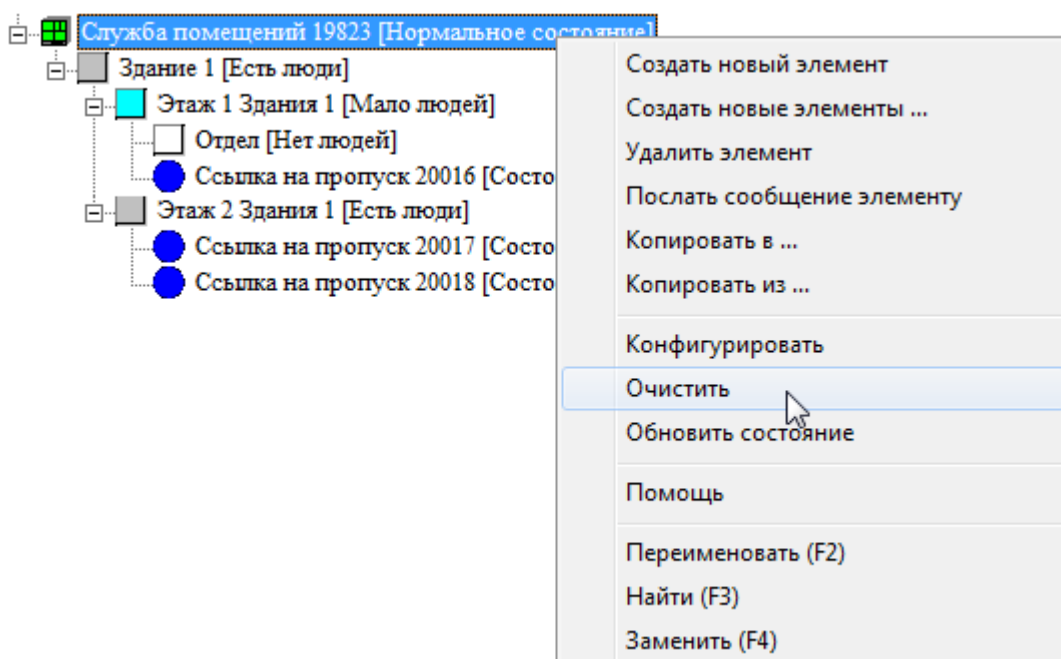 Служба помещений 19823 [Нормальное состояние]
Здание 1 [Есть люди]
Этаж 1 Здания 1 [Мало людей]
Отдел [Нет людей]
Ссылка на пропуск 20016 [Состо
Этаж 2 Здания 1 [Есть люди]
Ссылка на пропуск 20017 [Состо
Ссылка на пропуск 20018 [Состо
Создать новый элемент
Создать новые элементы ...
Удалить элемент
Послать сообщение элементу
Копировать в ...
Копировать из ...
Конфигурировать
Очистить
Обновить состояние
Помощь
Переименовать (F2)
Найти (F3)
Заменить (F4)